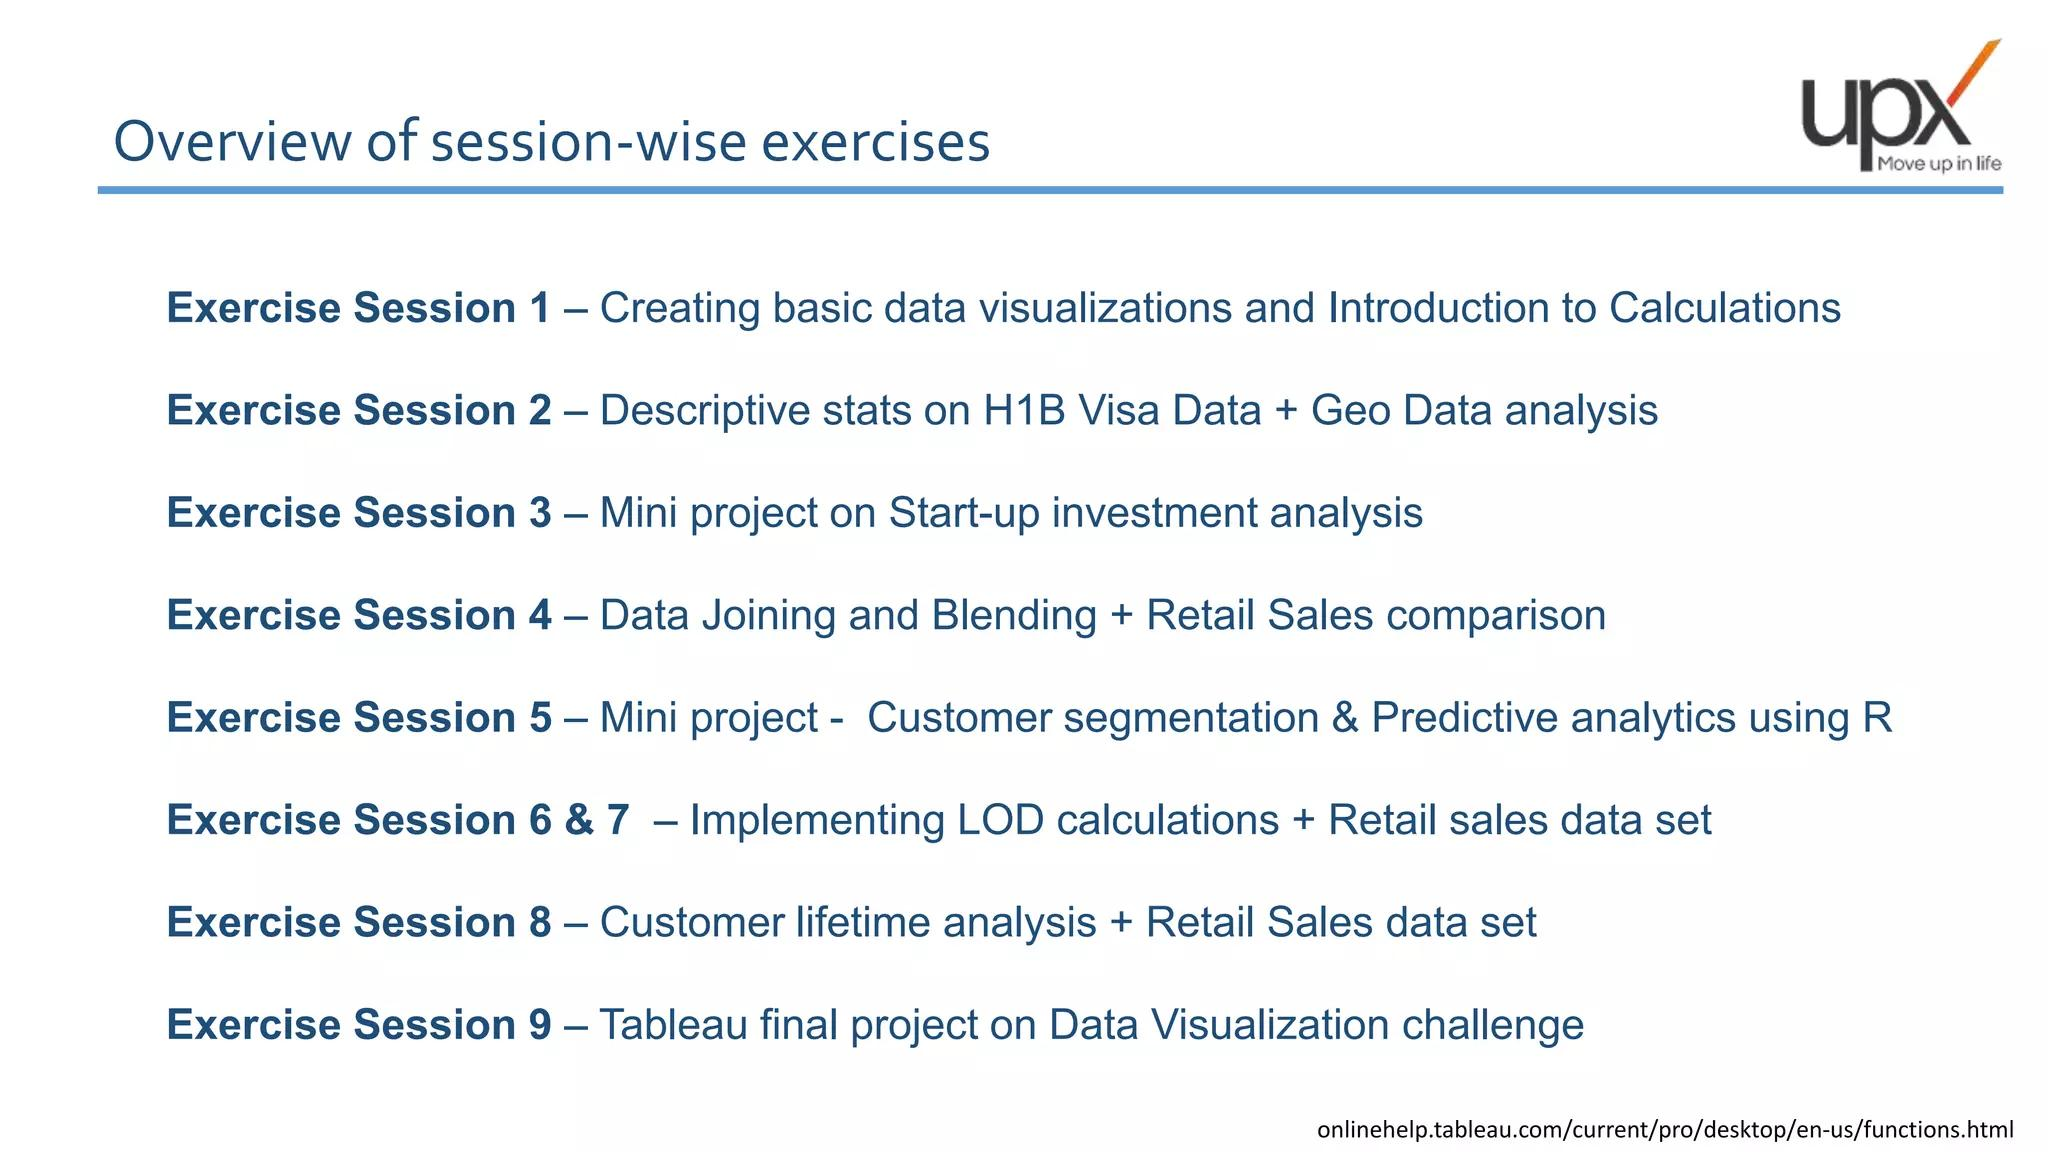 upx
Move up in life
Overview of session-wise exercises
Exercise Session 1 – Creating basic data visualizations and Introduction to Calculations
Exercise Session 2 – Descriptive stats on H1B Visa Data + Geo Data analysis
Exercise Session 3 – Mini project on Start-up investment analysis
Exercise Session 4 – Data Joining and Blending + Retail Sales comparison
Exercise Session 5 – Mini project -  Customer segmentation & Predictive analytics using R
Exercise Session 6 & 7  – Implementing LOD calculations + Retail sales data set
Exercise Session 8 – Customer lifetime analysis + Retail Sales data set
Exercise Session 9 – Tableau final project on Data Visualization challenge
onlinehelp.tableau.com/current/pro/desktop/en-us/functions.html